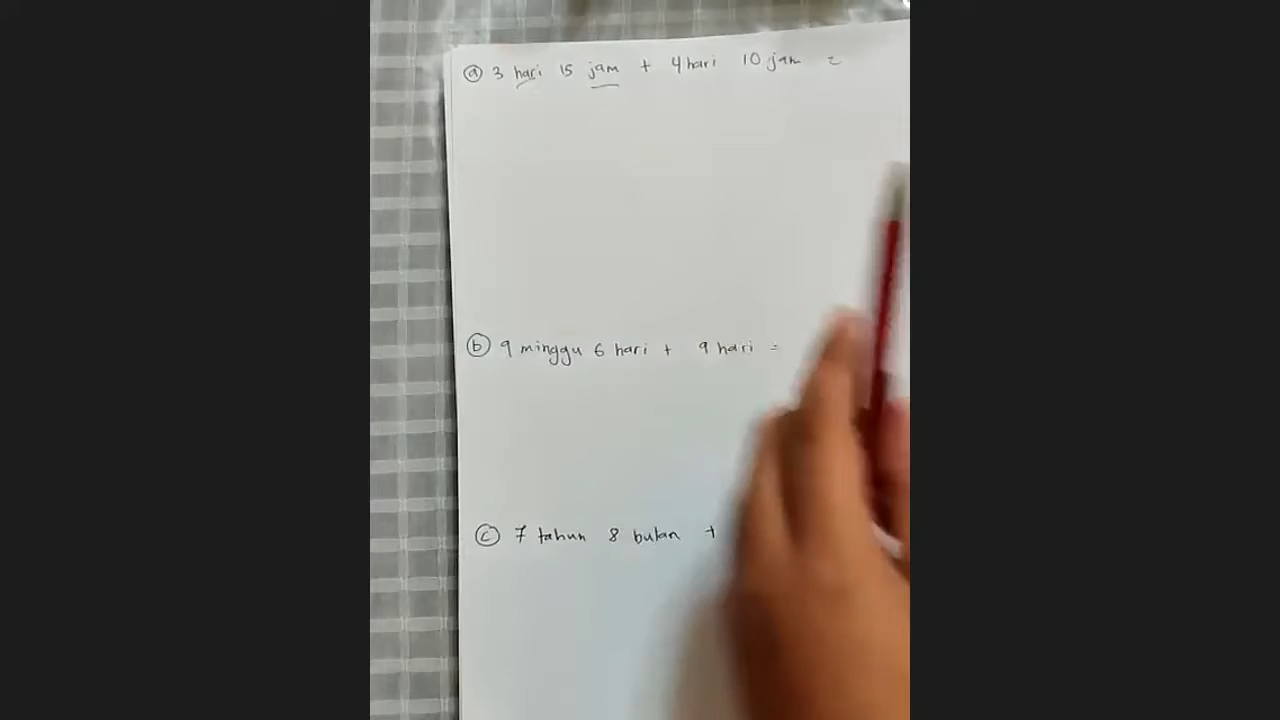 a 3 hari 15 jam + 4 hari 10 jam =
b 9 minggu 6 hari + 9 hari =
c 7 tahun 8 bulan +